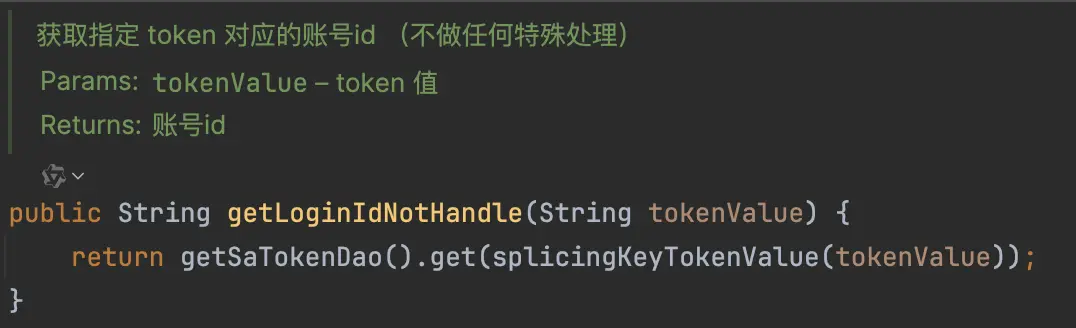 获取指定 token 对应的账号id （不做任何特殊处理）
Params: tokenValue – token 值
Returns: 账号id
public String getLoginIdNotHandle(String tokenValue) {
    return getSaTokenDao().get(splicingKeyTokenValue(tokenValue));
}